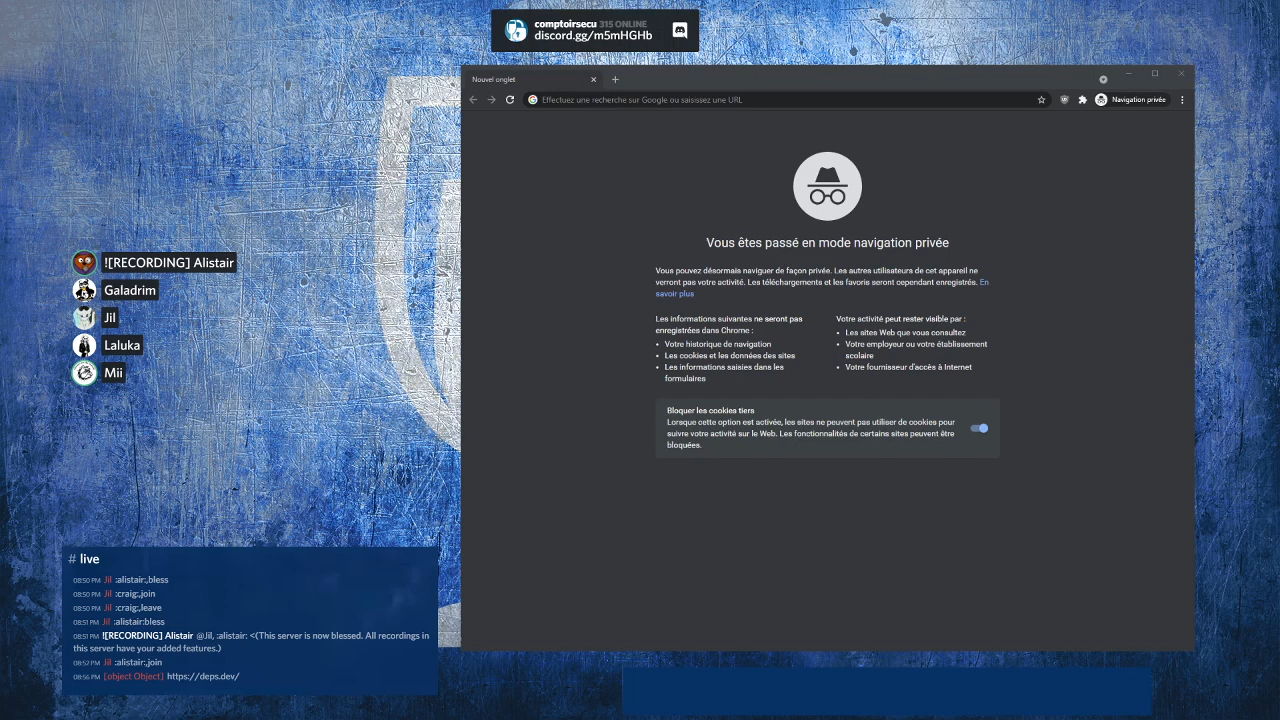 comptoirsecu 315 ONLINE
discord.gg/m5mHGHb
Nouvel onglet
Effectuez une recherche sur Google ou saisissez une URL
Navigation privée
Vous êtes passé en mode navigation privée
Vous pouvez désormais naviguer de façon privée. Les autres utilisateurs de cet appareil ne
verront pas votre activité. Les téléchargements et les favoris seront cependant enregistrés. En
savoir plus
Les informations suivantes ne seront pas
enregistrées dans Chrome :
Votre historique de navigation
Les cookies et les données des sites
Les informations saisies dans les
formulaires
Votre activité peut rester visible par :
Les sites Web que vous consultez
Votre employeur ou votre établissement
scolaire
Votre fournisseur d'accès à Internet
Bloquer les cookies tiers
Lorsque cette option est activée, les sites ne peuvent pas utiliser de cookies pour
suivre votre activité sur le Web. Les fonctionnalités de certains sites peuvent être
bloquées.
![RECORDING] Alistair
Galadrim
Jil
Laluka
Mii
# live
08:50 PM Jil :alistair:,bless
08:50 PM Jil :craig:,join
08:50 PM Jil :craig:,leave
08:51 PM Jil :alistair:bless
08:51 PM ![RECORDING] Alistair @Jil, :alistair: <(This server is now blessed. All recordings in
this server have your added features.)
08:52 PM Jil :alistair:,join
08:56 PM [object Object] https://deps.dev/